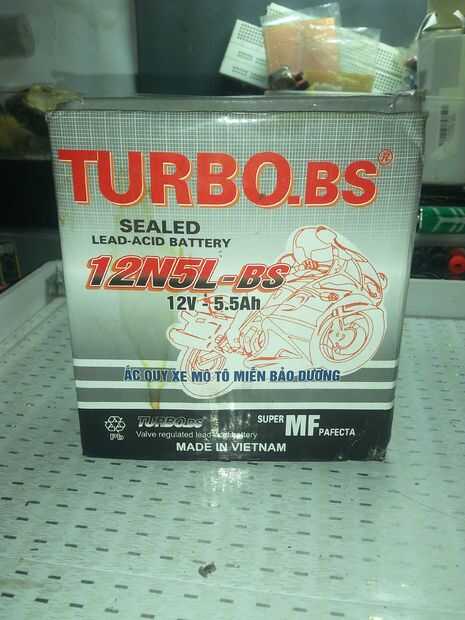 TURBO.BS®
SEALED
LEAD-ACID BATTERY
12N5L-BS
12V - 5.5Ah
ẮC QUY XE MÔ TÔ MIỄN BẢO DƯỠNG
TURBO.BS
Valve regulated lead-acid battery
SUPER MF PAFECTA
Pb
MADE IN VIETNAM